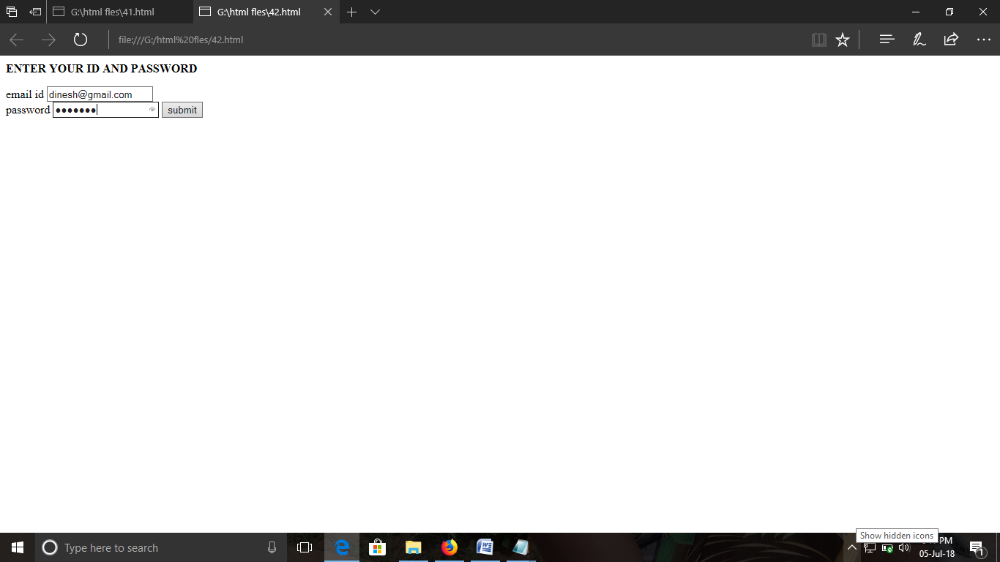 G:\html fles\41.html
G:\html fles\42.html
file:///G:/html%20fles/42.html
ENTER YOUR ID AND PASSWORD
email id dinesh@gmail.com
password ●●●●●●● submit
Show hidden icons
Type here to search
PM
05-Jul-18
1